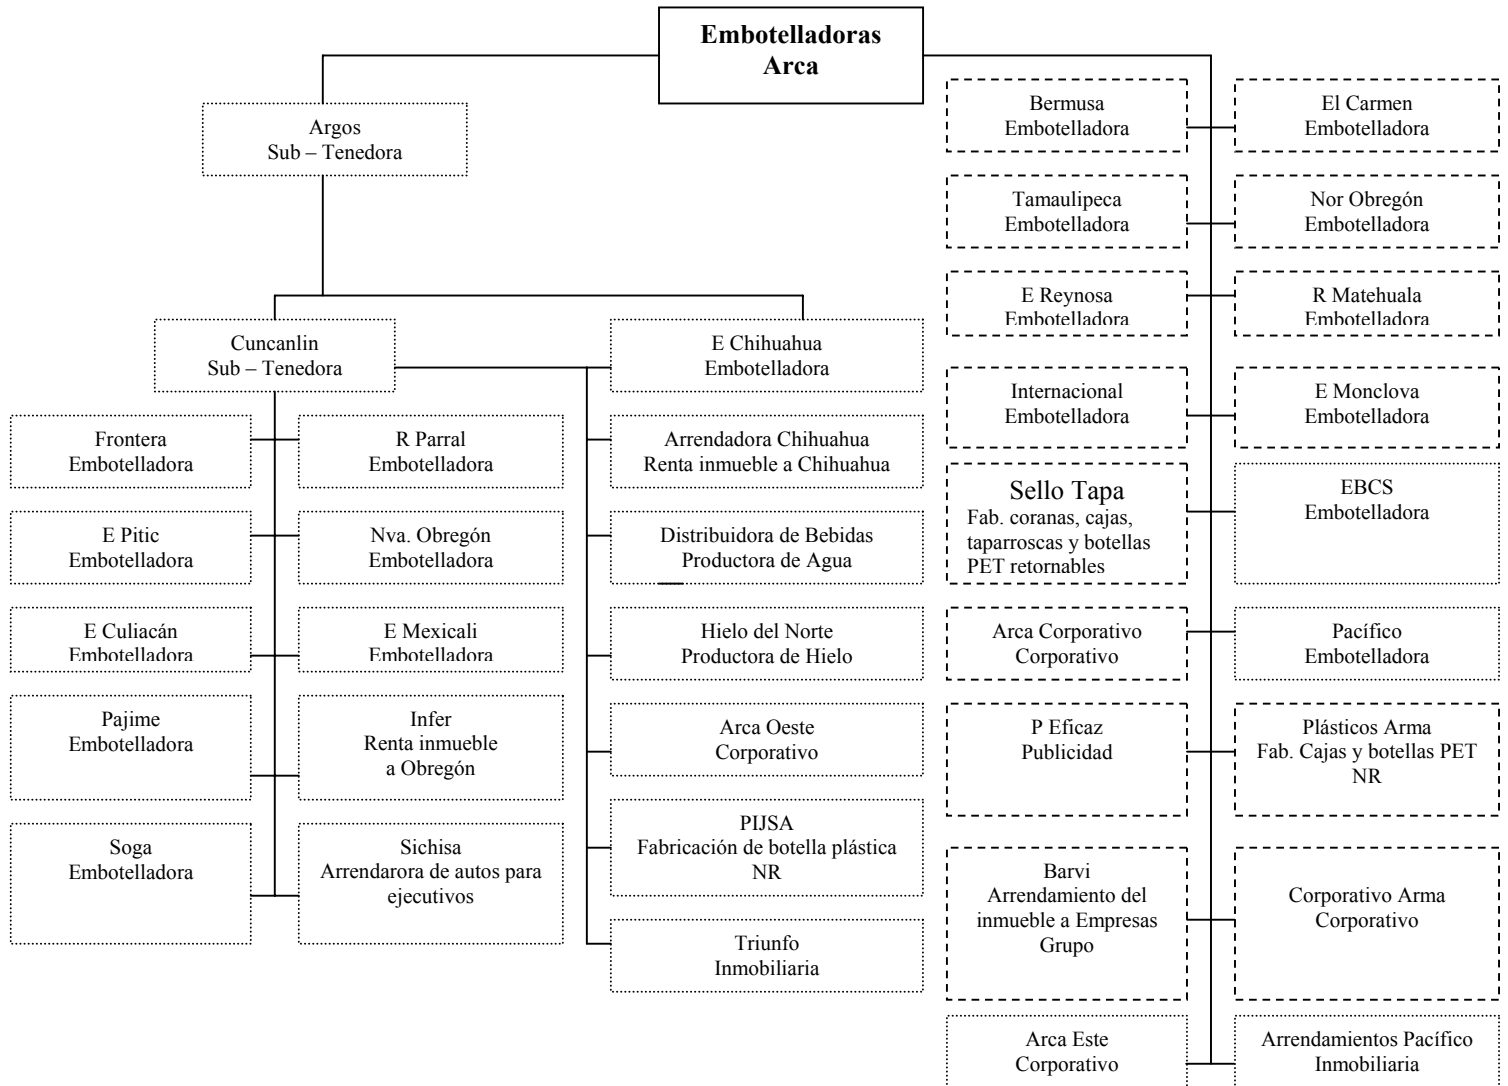 Embotelladoras
Arca
Argos
Sub – Tenedora
Cuncanlin
Sub – Tenedora
E Chihuahua
Embotelladora
Frontera
Embotelladora
R Parral
Embotelladora
Arrendadora Chihuahua
Renta inmueble a Chihuahua
E Pitic
Embotelladora
Nva. Obregón
Embotelladora
Distribuidora de Bebidas
Productora de Agua
E Culiacán
Embotelladora
E Mexicali
Embotelladora
Hielo del Norte
Productora de Hielo
Pajime
Embotelladora
Infer
Renta inmueble
a Obregón
Arca Oeste
Corporativo
Soga
Embotelladora
Sichisa
Arrendarora de autos para
ejecutivos
PIJSA
Fabricación de botella plástica
NR
Triunfo
Inmobiliaria
Bermusa
Embotelladora
El Carmen
Embotelladora
Tamaulipeca
Embotelladora
Nor Obregón
Embotelladora
E Reynosa
Embotelladora
R Matehuala
Embotelladora
Internacional
Embotelladora
E Monclova
Embotelladora
Sello Tapa
Fab. coranas, cajas,
taparroscas y botellas
PET retornables
EBCS
Embotelladora
Arca Corporativo
Corporativo
Pacífico
Embotelladora
P Eficaz
Publicidad
Plásticos Arma
Fab. Cajas y botellas PET
NR
Barvi
Arrendamiento del
inmueble a Empresas
Grupo
Corporativo Arma
Corporativo
Arca Este
Corporativo
Arrendamientos Pacífico
Inmobiliaria